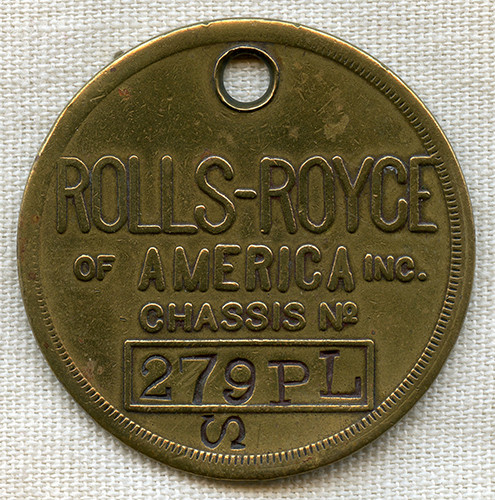 ROLLS-ROYCE
OF AMERICA INC.
CHASSIS Nº
279PL
S